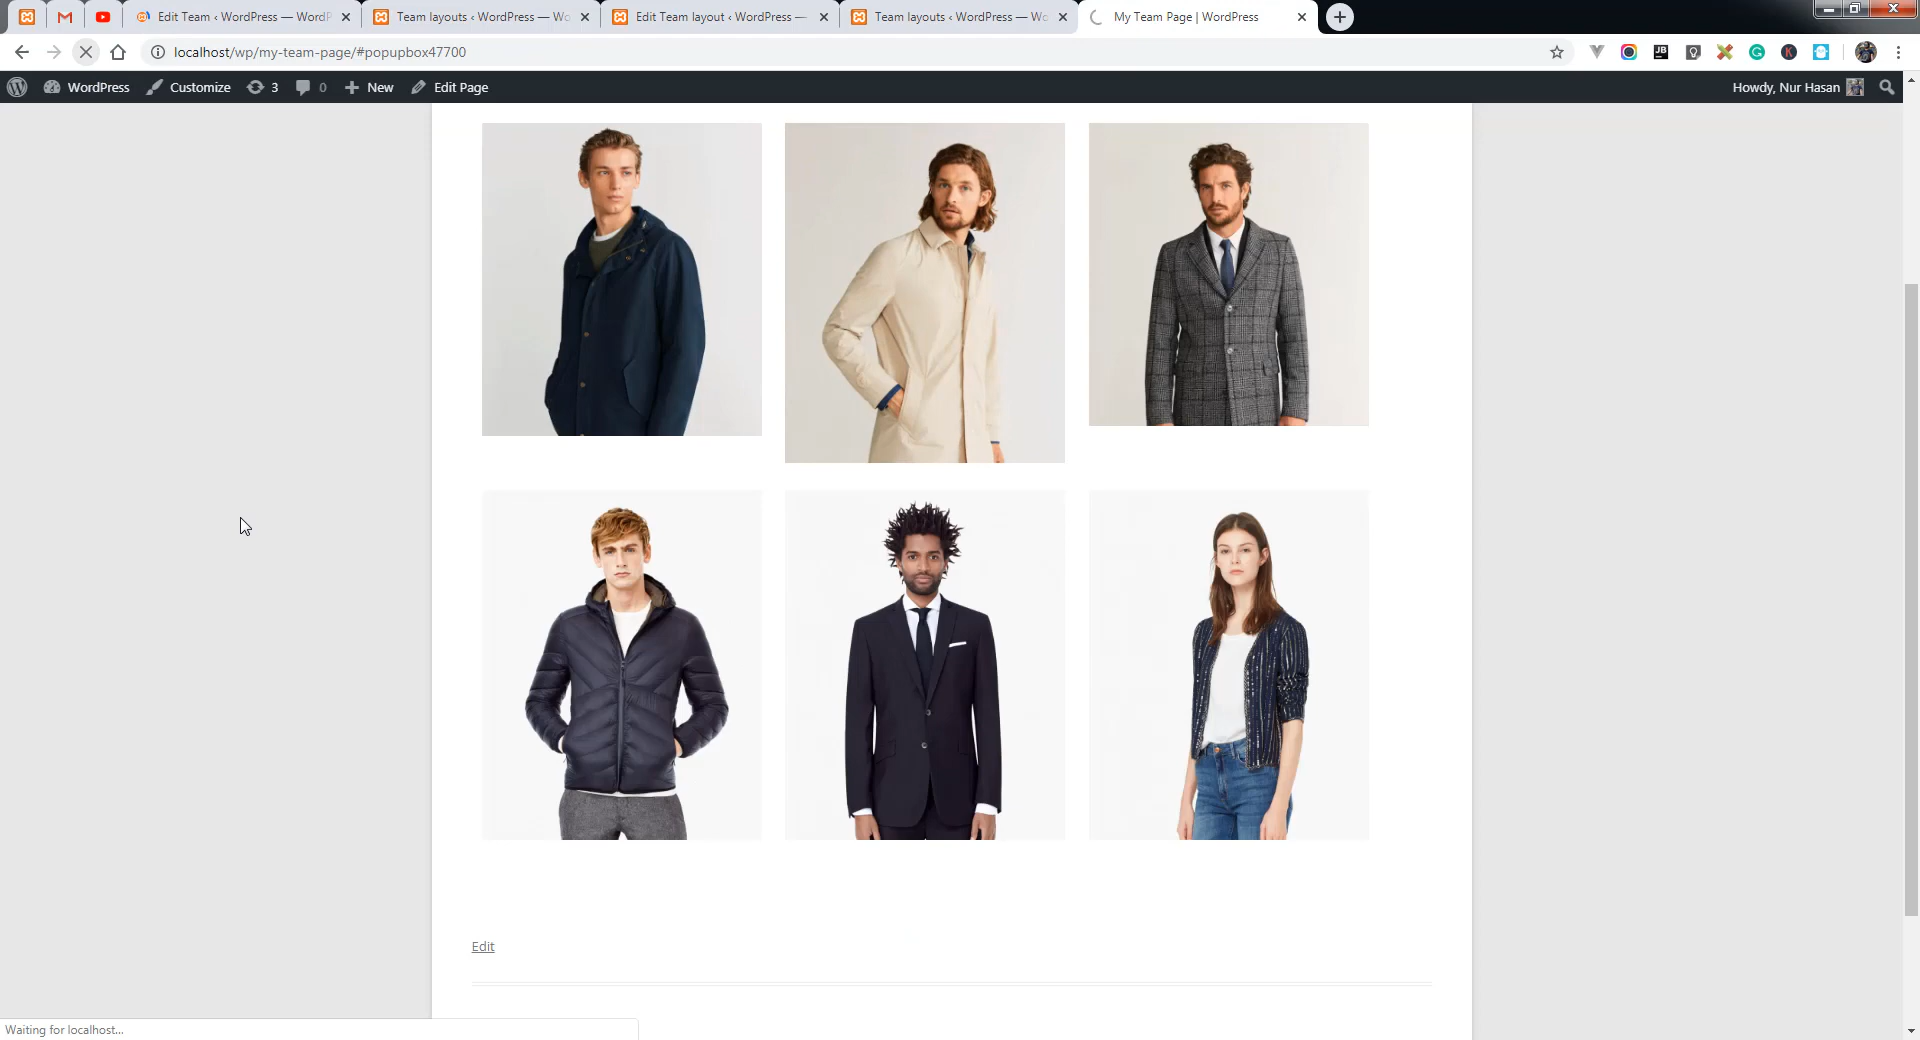 Edit Team ‹ WordPress — WordP
Team layouts ‹ WordPress — Wo
Edit Team layout ‹ WordPress —
Team layouts ‹ WordPress — Wo
My Team Page | WordPress
localhost/wp/my-team-page/#popupbox47700
WordPress
Customize
3
0
New
Edit Page
Howdy, Nur Hasan
Edit
Waiting for localhost...